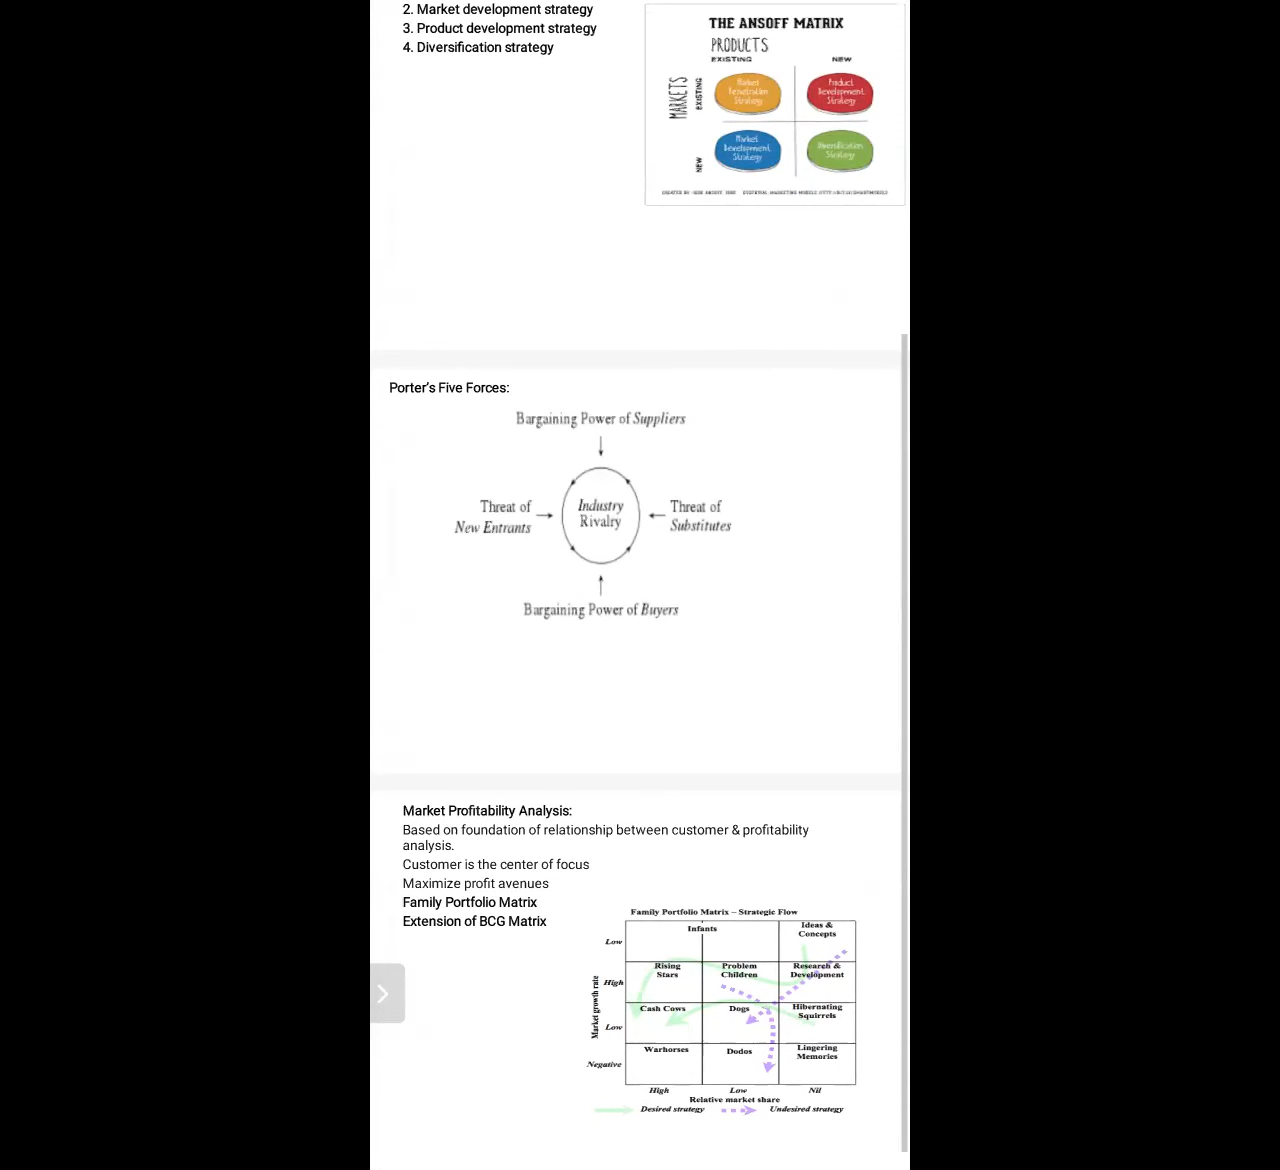 2. Market development strategy
3. Product development strategy
4. Diversification strategy
THE ANSOFF MATRIX
PRODUCTS
EXISTING NEW
MARKETS
EXISTING
NEW
Market
Penetration
Strategy
Product
Development
Strategy
Market
Development
Strategy
Diversification
Strategy
Porter's Five Forces:
Bargaining Power of Suppliers
Threat of
New Entrants
Industry
Rivalry
Threat of
Substitutes
Bargaining Power of Buyers
Market Profitability Analysis:
Based on foundation of relationship between customer & profitability
analysis.
Customer is the center of focus
Maximize profit avenues
Family Portfolio Matrix
Extension of BCG Matrix
Family Portfolio Matrix – Strategic Flow
Market growth rate
Low
Infants
Ideas &
Concepts
High
Rising
Stars
Problem
Children
Research &
Development
Low
Cash Cows
Dogs
Hibernating
Squirrels
Negative
Warhorses
Dodos
Lingering
Memories
High Low Nil
Relative market share
Desired strategy Undesired strategy